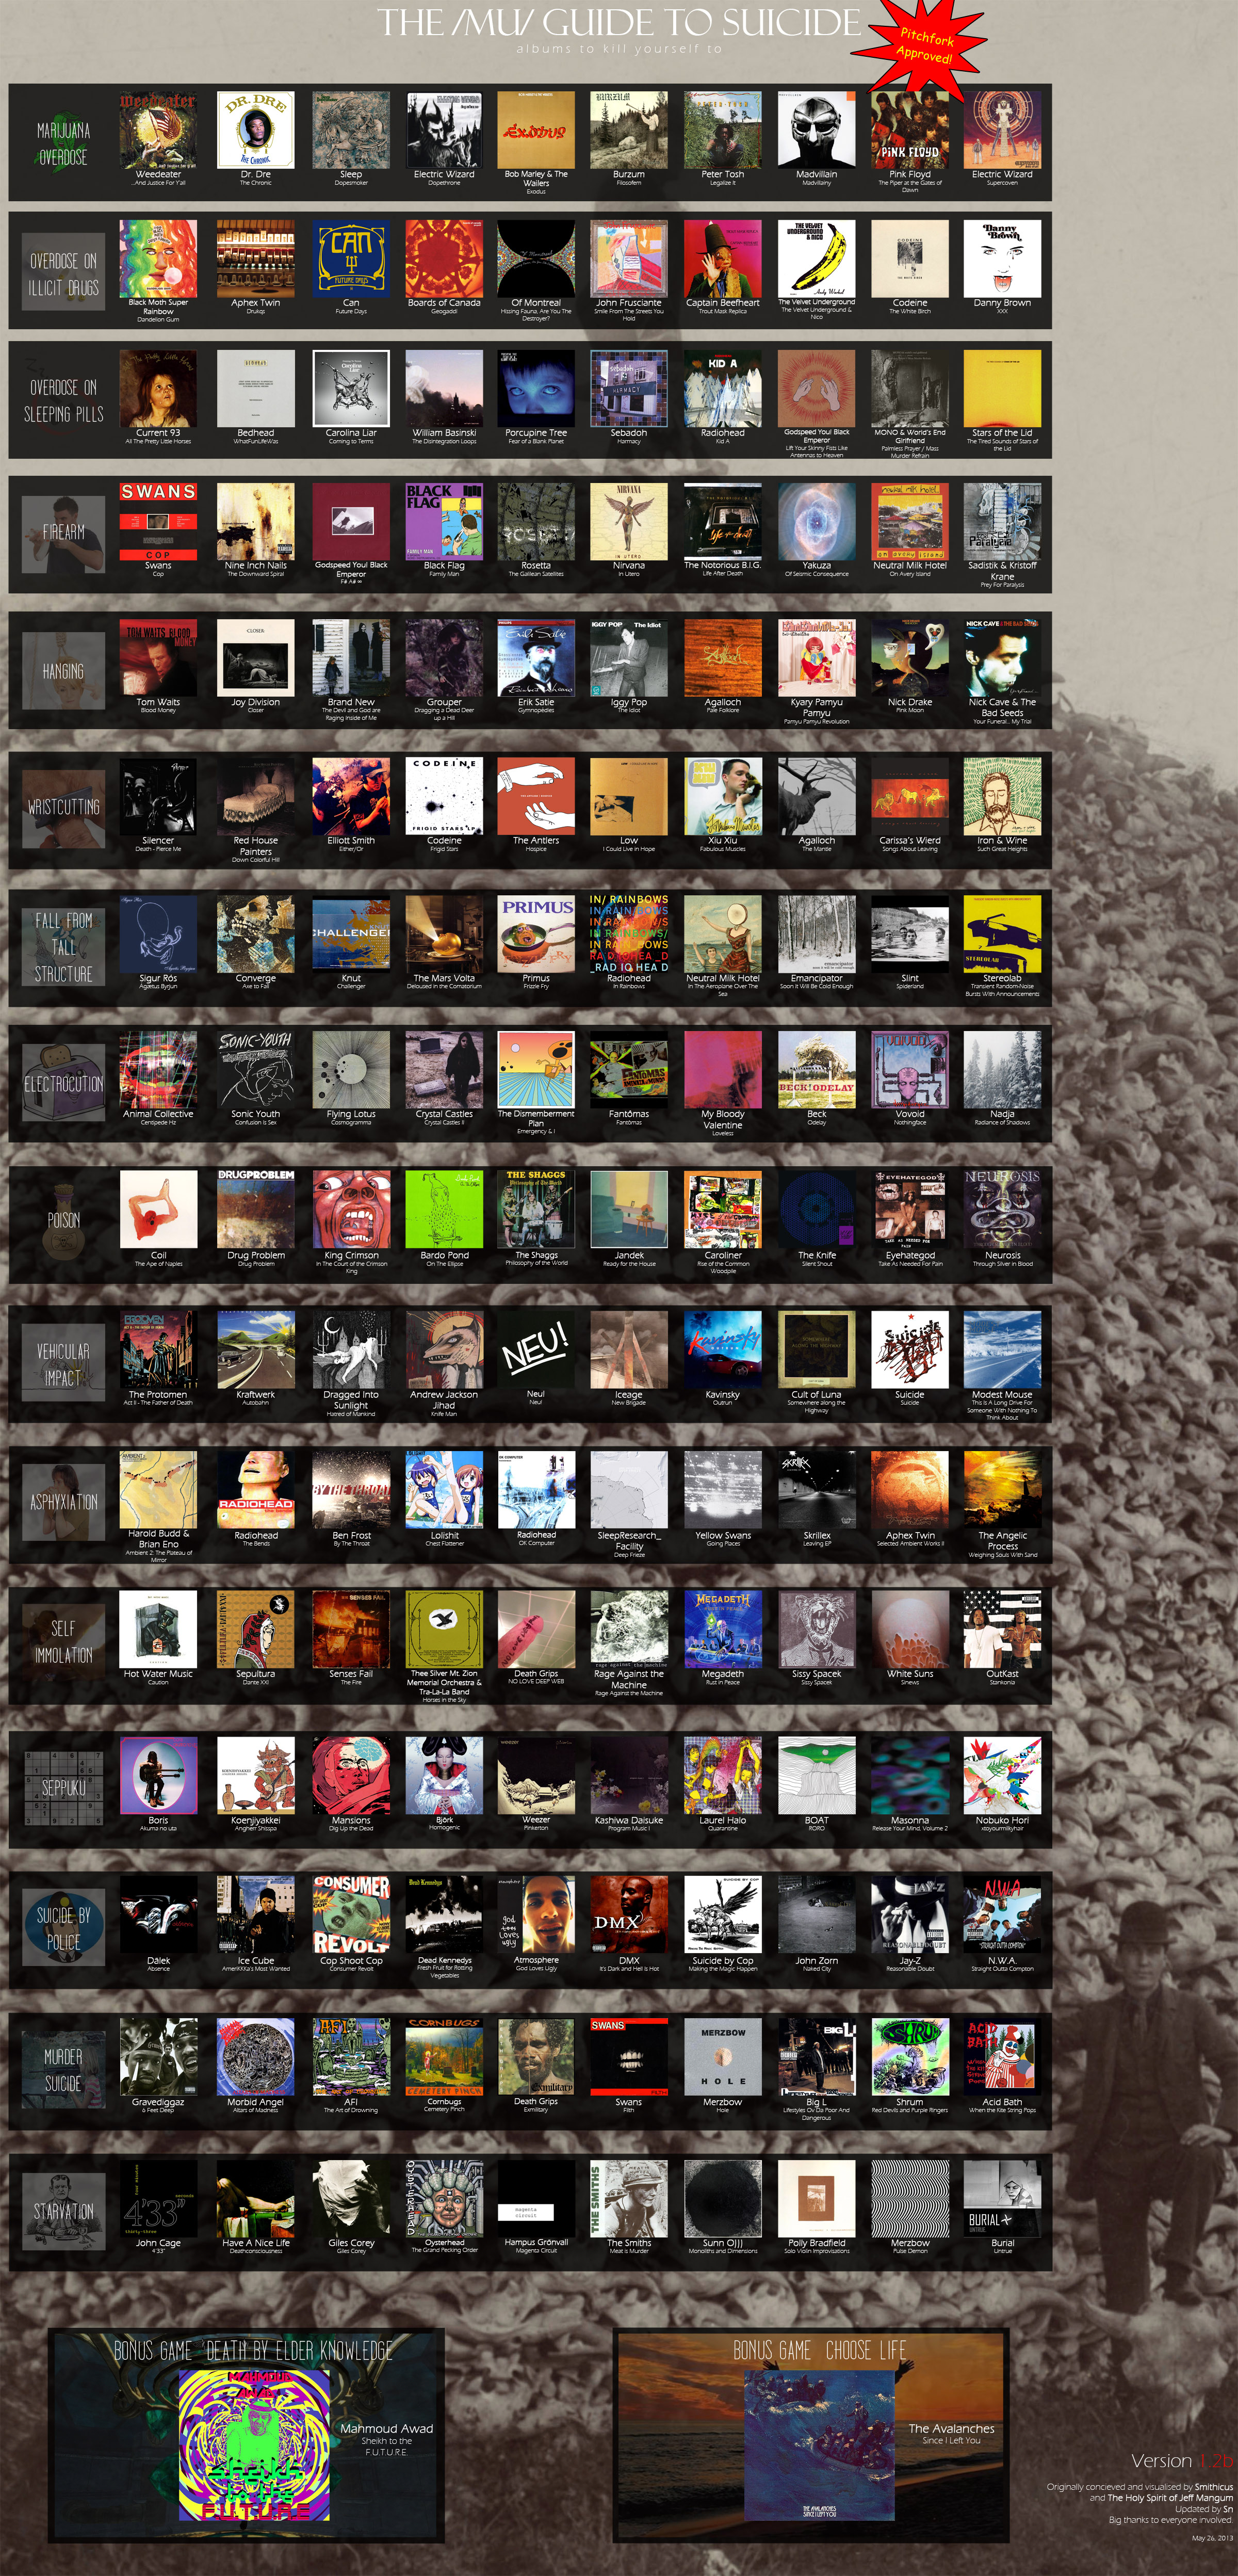 THE /MU/ GUIDE TO SUICIDE
albums to kill yourself to
Pitchfork
Approved!
MARIJUANA
OVERDOSE
Weedeater
...And Justice For Y'all
Dr. Dre
The Chronic
Sleep
Dopesmoker
Electric Wizard
Dopethrone
Bob Marley & The
Wailers
Exodus
Burzum
Filosofem
Peter Tosh
Legalize It
Madvillain
Madvillainy
Pink Floyd
The Piper at the Gates of
Dawn
Electric Wizard
Supercoven
OVERDOSE ON
ILLICIT DRUGS
Black Moth Super
Rainbow
Dandelion Gum
Aphex Twin
Drukqs
Can
Future Days
Boards of Canada
Geogaddi
Of Montreal
Hissing Fauna, Are You The
Destroyer?
John Frusciante
Smile From The Streets You
Hold
Captain Beefheart
Trout Mask Replica
The Velvet Underground
The Velvet Underground &
Nico
Codeine
The White Birch
Danny Brown
XXX
OVERDOSE ON
SLEEPING PILLS
Current 93
All The Pretty Little Horses
Bedhead
WhatFunLifeWas
Carolina Liar
Coming to Terms
William Basinski
The Disintegration Loops
Porcupine Tree
Fear of a Blank Planet
Sebadoh
Harmacy
Radiohead
Kid A
Godspeed You! Black
Emperor
Lift Your Skinny Fists Like
Antennas to Heaven
MONO & World's End
Girlfriend
Palmless Prayer / Mass
Murder Refrain
Stars of the Lid
The Tired Sounds of Stars of
the Lid
FIREARM
Swans
Cop
Nine Inch Nails
The Downward Spiral
Godspeed You! Black
Emperor
F# A# ∞
Black Flag
Family Man
Rosetta
The Galilean Satellites
Nirvana
In Utero
The Notorious B.I.G.
Life After Death
Yakuza
Of Seismic Consequence
Neutral Milk Hotel
On Avery Island
Sadistik & Kristoff
Krane
Prey For Paralysis
HANGING
Tom Waits
Blood Money
Joy Division
Closer
Brand New
The Devil and God are
Raging Inside of Me
Grouper
Dragging a Dead Deer
up a Hill
Erik Satie
Gymnopédies
Iggy Pop
The Idiot
Agalloch
Pale Folklore
Kyary Pamyu
Pamyu
Pamyu Pamyu Revolution
Nick Drake
Pink Moon
Nick Cave & The
Bad Seeds
Your Funeral... My Trial
WRISTCUTTING
Silencer
Death - Pierce Me
Red House
Painters
Down Colorful Hill
Elliott Smith
Either/Or
Codeine
Frigid Stars
The Antlers
Hospice
Low
I Could Live in Hope
Xiu Xiu
Fabulous Muscles
Agalloch
The Mantle
Carissa's Wierd
Songs About Leaving
Iron & Wine
Such Great Heights
FALL FROM
TALL
STRUCTURE
Sigur Rós
Agætus Byrjun
Converge
Axe to Fall
Knut
Challenger
The Mars Volta
Deloused in the Comatorium
Primus
Frizzle Fry
Radiohead
In Rainbows
Neutral Milk Hotel
In The Aeroplane Over The
Sea
Emancipator
Soon It Will Be Cold Enough
Slint
Spiderland
Stereolab
Transient Random-Noise
Bursts With Announcements
ELECTROCUTION
Animal Collective
Centipede Hz
Sonic Youth
Confusion Is Sex
Flying Lotus
Cosmogramma
Crystal Castles
Crystal Castles II
The Dismemberment
Plan
Emergency & I
Fantômas
Fantômas
My Bloody
Valentine
Loveless
Beck
Odelay
Vovoid
Nothingface
Nadja
Radiance of Shadows
POISON
Coil
The Ape of Naples
Drug Problem
Drug Problem
King Crimson
In The Court of the Crimson
King
Bardo Pond
On The Ellipse
The Shaggs
Philosophy of the World
Jandek
Ready for the House
Caroliner
Rise of the Common
Woodpile
The Knife
Silent Shout
Eyehategod
Take As Needed For Pain
Neurosis
Through Silver in Blood
VEHICULAR
IMPACT
The Protomen
Act II - The Father of Death
Kraftwerk
Autobahn
Dragged Into
Sunlight
Hatred of Mankind
Andrew Jackson
Jihad
Knife Man
Neu!
Neu!
Iceage
New Brigade
Kavinsky
Outrun
Cult of Luna
Somewhere along the
Highway
Suicide
Suicide
Modest Mouse
This Is A Long Drive For
Someone With Nothing To
Think About
ASPHYXIATION
Harold Budd &
Brian Eno
Ambient 2: The Plateau of
Mirror
Radiohead
The Bends
Ben Frost
By The Throat
Lolishit
Chest Flattener
Radiohead
OK Computer
SleepResearch_
Facility
Deep Frieze
Yellow Swans
Going Places
Skrillex
Leaving EP
Aphex Twin
Selected Ambient Works II
The Angelic
Process
Weighing Souls With Sand
SELF
IMMOLATION
Hot Water Music
Caution
Sepultura
Dante XXI
Senses Fail
The Fire
Thee Silver Mt. Zion
Memorial Orchestra &
Tra-La-La Band
Horses in the Sky
Death Grips
NO LOVE DEEP WEB
Rage Against the
Machine
Rage Against the Machine
Megadeth
Rust in Peace
Sissy Spacek
Sissy Spacek
White Suns
Sinews
OutKast
Stankonia
SEPPUKU
Boris
Akuma no uta
Koenjiyakkei
Angherr Shisspa
Mansions
Dig Up the Dead
Björk
Homogenic
Weezer
Pinkerton
Kashiwa Daisuke
Program Music I
Laurel Halo
Quarantine
BOAT
RORO
Masonna
Release Your Mind, Volume 2
Nobuko Hori
xtoyourmilkyhair
SUICIDE BY
POLICE
Dälek
Absence
Ice Cube
AmeriKKKa's Most Wanted
Cop Shoot Cop
Consumer Revolt
Dead Kennedys
Fresh Fruit for Rotting
Vegetables
Atmosphere
God Loves Ugly
DMX
It's Dark and Hell Is Hot
Suicide by Cop
Making the Magic Happen
John Zorn
Naked City
Jay-Z
Reasonable Doubt
N.W.A.
Straight Outta Compton
MURDER
SUICIDE
Gravediggaz
6 Feet Deep
Morbid Angel
Altars of Madness
AFI
The Art of Drowning
Cornbugs
Cemetery Pinch
Death Grips
Exmilitary
Swans
Filth
Merzbow
Hole
Big L
Lifestyles Ov Da Poor And
Dangerous
Shrum
Red Devils and Purple Ringers
Acid Bath
When the Kite String Pops
STARVATION
John Cage
4'33"
Have A Nice Life
Deathconsciousness
Giles Corey
Giles Corey
Oysterhead
The Grand Pecking Order
Hampus Grönvall
Magenta Circuit
The Smiths
Meat is Murder
Sunn O)))
Monoliths and Dimensions
Polly Bradfield
Solo Violin Improvisations
Merzbow
Pulse Demon
Burial
Untrue
BONUS GAME "DEATH BY ELDER KNOWLEDGE
Mahmoud Awad
Sheikh to the
F.U.T.U.R.E.
BONUS GAME CHOOSE LIFE
The Avalanches
Since I Left You
Version 1.2b
Originally concieved and visualised by Smithicus
and The Holy Spirit of Jeff Mangum
Updated by Sn
Big thanks to everyone involved.
May 26, 2013